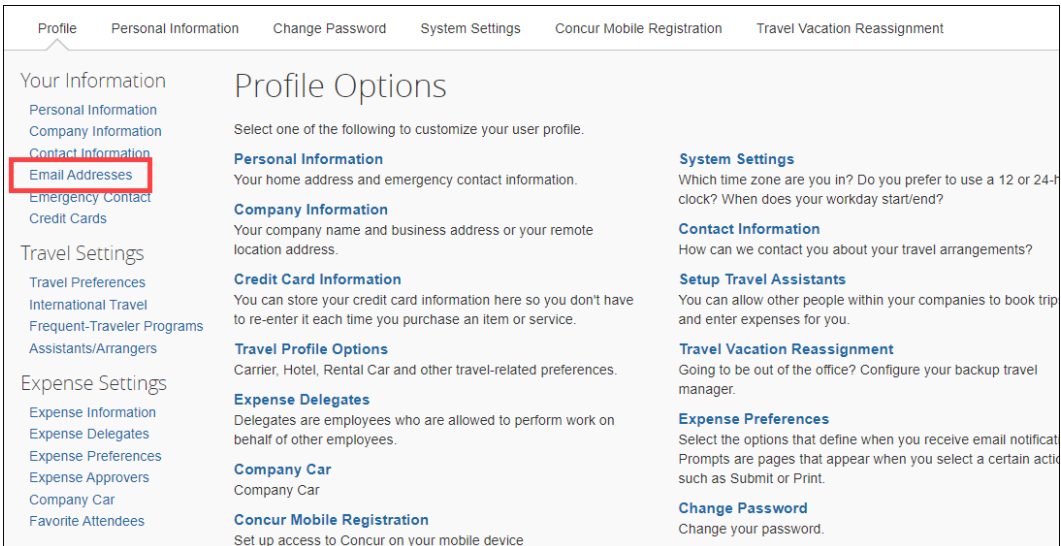 Profile Personal Information Change Password System Settings Concur Mobile Registration Travel Vacation Reassignment
Your Information
Personal Information
Company Information
Contact Information
Email Addresses
Emergency Contact
Credit Cards
Travel Settings
Travel Preferences
International Travel
Frequent-Traveler Programs
Assistants/Arrangers
Expense Settings
Expense Information
Expense Delegates
Expense Preferences
Expense Approvers
Company Car
Favorite Attendees
Profile Options
Select one of the following to customize your user profile.
Personal Information
Your home address and emergency contact information.
Company Information
Your company name and business address or your remote
location address.
Credit Card Information
You can store your credit card information here so you don't have
to re-enter it each time you purchase an item or service.
Travel Profile Options
Carrier, Hotel, Rental Car and other travel-related preferences.
Expense Delegates
Delegates are employees who are allowed to perform work on
behalf of other employees.
Company Car
Company Car
Concur Mobile Registration
Set up access to Concur on your mobile device
System Settings
Which time zone are you in? Do you prefer to use a 12 or 24-h
clock? When does your workday start/end?
Contact Information
How can we contact you about your travel arrangements?
Setup Travel Assistants
You can allow other people within your companies to book trip
and enter expenses for you.
Travel Vacation Reassignment
Going to be out of the office? Configure your backup travel
manager.
Expense Preferences
Select the options that define when you receive email notificati
Prompts are pages that appear when you select a certain actio
such as Submit or Print.
Change Password
Change your password.